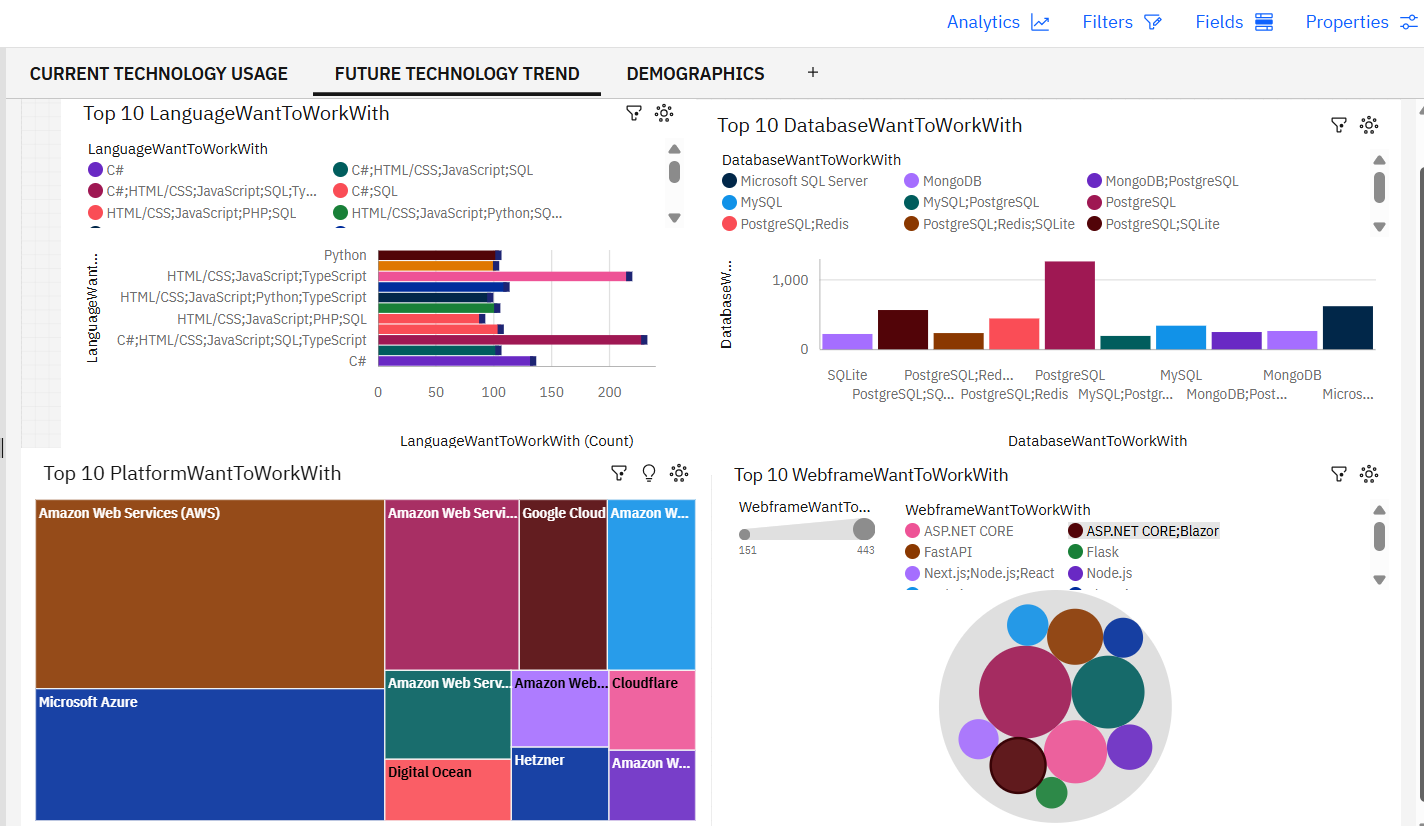 Analytics Filters Fields Properties
CURRENT TECHNOLOGY USAGE FUTURE TECHNOLOGY TREND DEMOGRAPHICS +
Top 10 LanguageWantToWorkWith
LanguageWantToWorkWith
C# C#;HTML/CSS;JavaScript;SQL
C#;HTML/CSS;JavaScript;SQL;Ty... C#;SQL
HTML/CSS;JavaScript;PHP;SQL HTML/CSS;JavaScript;Python;SQ...
LanguageWant...
Python
HTML/CSS;JavaScript;TypeScript
HTML/CSS;JavaScript;Python;TypeScript
HTML/CSS;JavaScript;PHP;SQL
C#;HTML/CSS;JavaScript;SQL;TypeScript
C#
0 50 100 150 200
LanguageWantToWorkWith (Count)
Top 10 DatabaseWantToWorkWith
DatabaseWantToWorkWith
Microsoft SQL Server MongoDB MongoDB;PostgreSQL
MySQL MySQL;PostgreSQL PostgreSQL
PostgreSQL;Redis PostgreSQL;Redis;SQLite PostgreSQL;SQLite
DatabaseW...
1,000
0
SQLite PostgreSQL;Red... PostgreSQL MySQL MongoDB
PostgreSQL;SQ... PostgreSQL;Redis MySQL;Postgr... MongoDB;Post... Micros...
DatabaseWantToWorkWith
Top 10 PlatformWantToWorkWith
Amazon Web Services (AWS) Amazon Web Servi... Google Cloud Amazon W...
Amazon Web Serv... Amazon Web... Cloudflare
Microsoft Azure
Hetzner Amazon W...
Digital Ocean
Top 10 WebframeWantToWorkWith
WebframeWantTo...
151 443
WebframeWantToWorkWith
ASP.NET CORE ASP.NET CORE;Blazor
FastAPI Flask
Next.js;Node.js;React Node.js